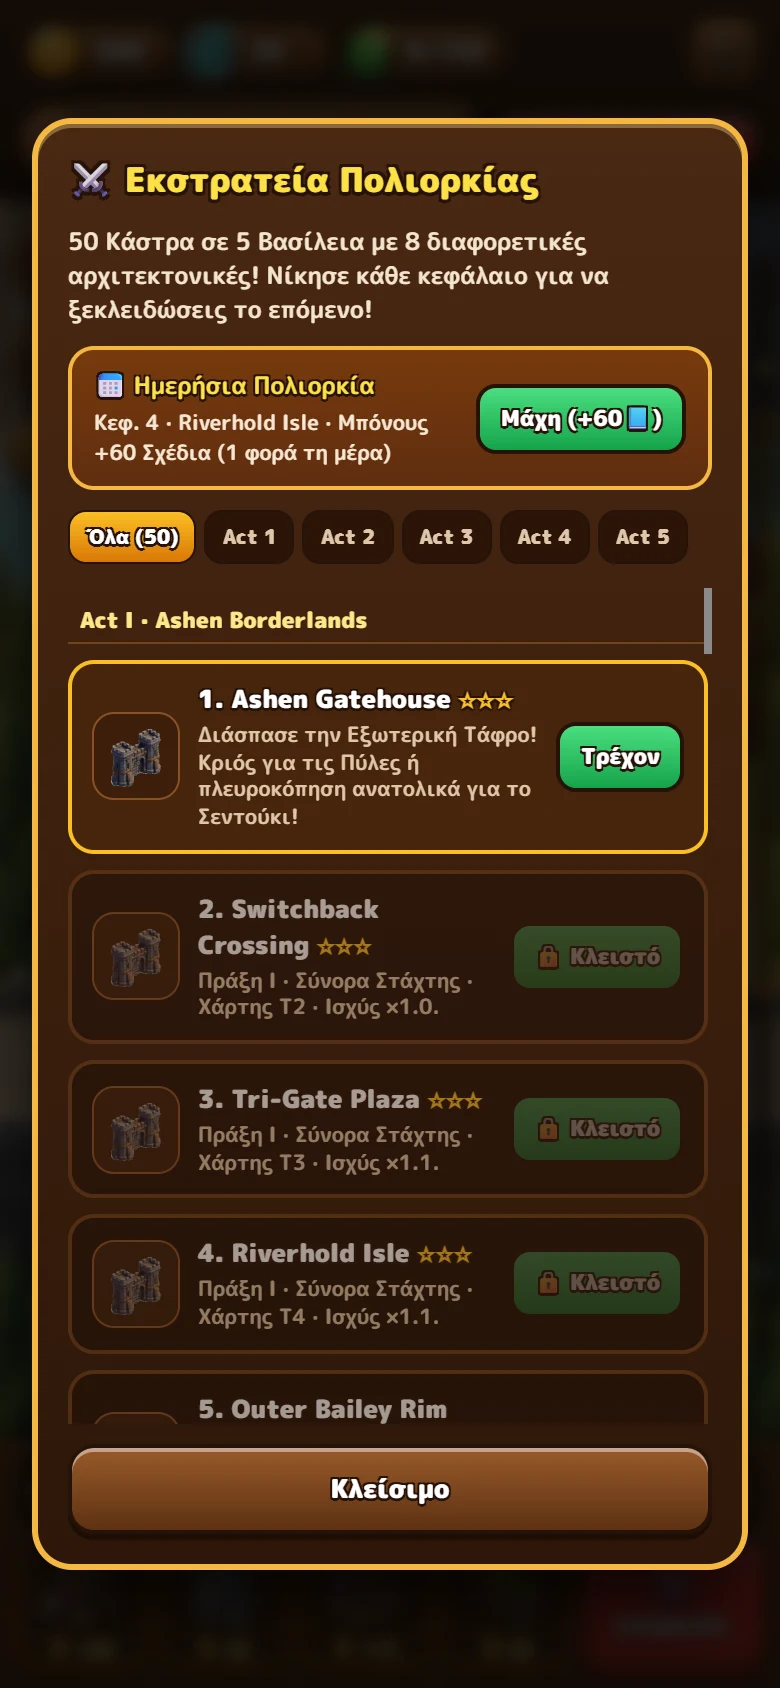 Εκστρατεία Πολιορκίας
50 Κάστρα σε 5 Βασίλεια με 8 διαφορετικές
αρχιτεκτονικές! Νίκησε κάθε κεφάλαιο για να
ξεκλειδώσεις το επόμενο!
Ημερήσια Πολιορκία
Κεφ. 4 · Riverhold Isle · Μπόνους
+60 Σχέδια (1 φορά τη μέρα)
Μάχη (+60📘)
Όλα (50) Act 1 Act 2 Act 3 Act 4 Act 5
Act I · Ashen Borderlands
1. Ashen Gatehouse ☆☆☆
Διάσπασε την Εξωτερική Τάφρο!
Κριός για τις Πύλες ή
πλευροκόπηση ανατολικά για το
Σεντούκι!
Τρέχον
2. Switchback
Crossing ☆☆☆
Πράξη Ι · Σύνορα Στάχτης ·
Χάρτης Τ2 · Ισχύς ×1.0.
Κλειστό
3. Tri-Gate Plaza ☆☆☆
Πράξη Ι · Σύνορα Στάχτης ·
Χάρτης Τ3 · Ισχύς ×1.1.
Κλειστό
4. Riverhold Isle ☆☆☆
Πράξη Ι · Σύνορα Στάχτης ·
Χάρτης Τ4 · Ισχύς ×1.1.
Κλειστό
5. Outer Bailey Rim
Κλείσιμο